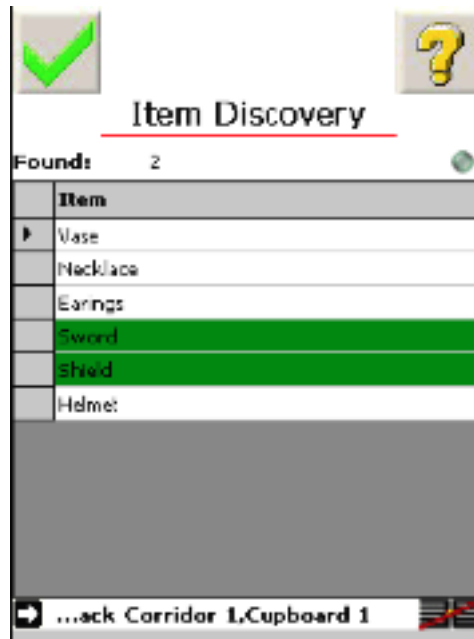 Item Discovery
Found: 2
Item
Vase
Necklace
Earings
Sword
Shield
Helmet
...ack Corridor 1,Cupboard 1